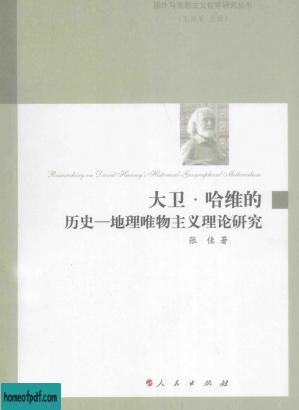 国外马克思主义哲学研究丛书
Researching on David Harvey's Historical-Geographical Materialism
大卫·哈维的
历史—地理唯物主义理论研究
张佳 著
人民出版社
homeofpdf.com
homeofpdf.com